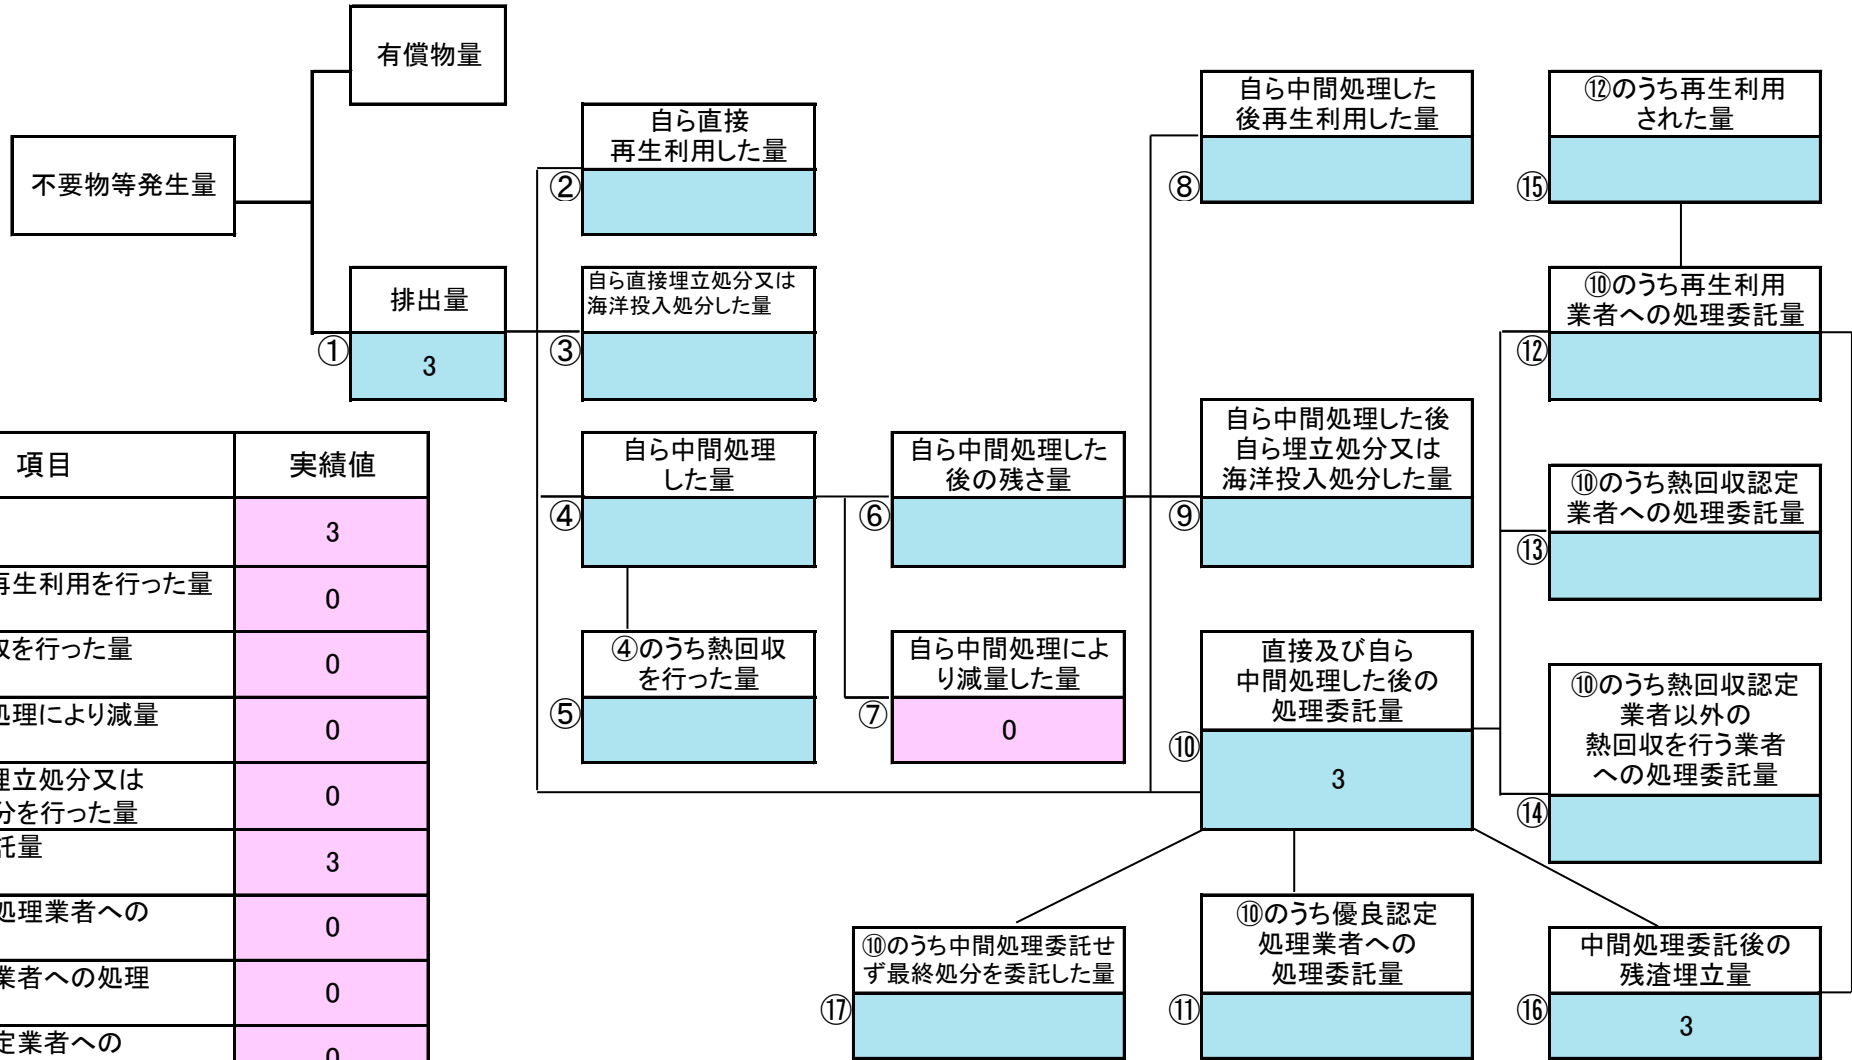 有償物量
不要物等発生量
自ら直接
再生利用した量
②
自ら中間処理した
後再生利用した量
⑧
⑫のうち再生利用
された量
⑮
排出量
①
3
自ら直接埋立処分又は
海洋投入処分した量
③
⑩のうち再生利用
業者への処理委託量
⑫
自ら中間処理
した量
④
自ら中間処理した
後の残さ量
⑥
自ら中間処理した後
自ら埋立処分又は
海洋投入処分した量
⑨
⑩のうち熱回収認定
業者への処理委託量
⑬
④のうち熱回収
を行った量
⑤
自ら中間処理によ
り減量した量
⑦
0
直接及び自ら
中間処理した後の
処理委託量
⑩
3
⑩のうち熱回収認定
業者以外の
熱回収を行う業者
への処理委託量
⑭
⑩のうち中間処理委託せ
ず最終処分を委託した量
⑰
⑩のうち優良認定
処理業者への
処理委託量
⑪
中間処理委託後の
残渣埋立量
⑯
3
項目 実績値
3
再生利用を行った量 0
を行った量 0
処理により減量 0
埋立処分又は
分を行った量 0
託量 3
処理業者への 0
業者への処理 0
定業者への 0